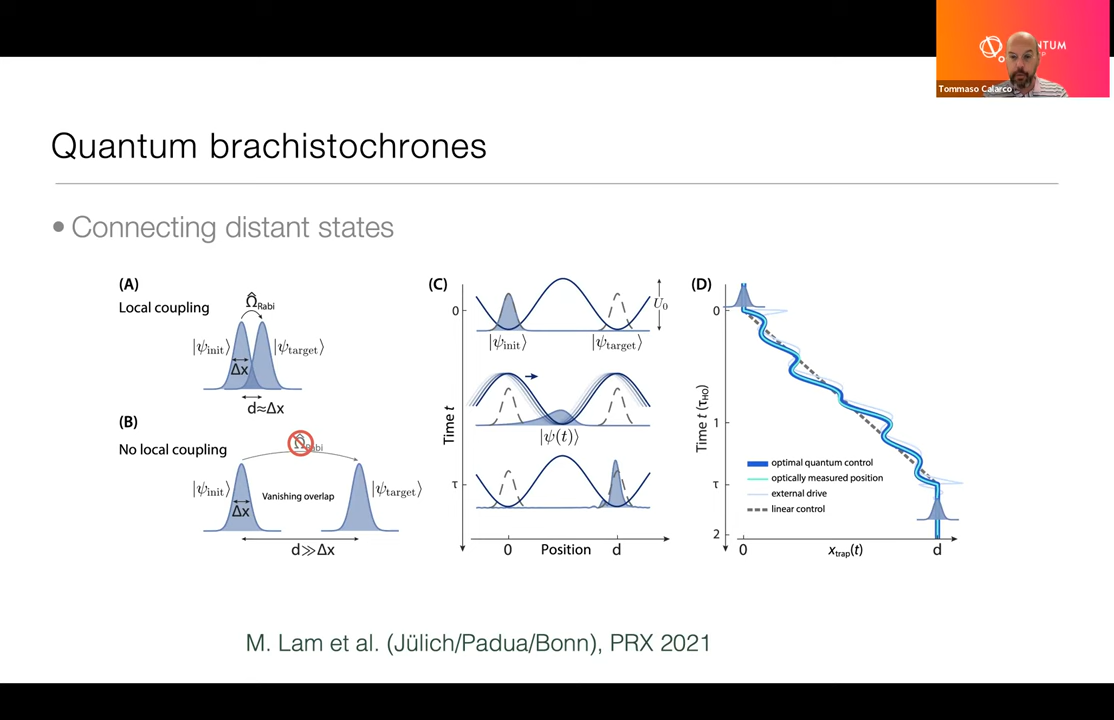 NTUM
Tommaso Calarco
Quantum brachistochrones
• Connecting distant states
(A)
Local coupling
Ω̂Rabi
|ψinit⟩
|ψtarget⟩
Δx
d≈Δx
(B)
No local coupling
Ω̂Rabi
|ψinit⟩
Vanishing overlap
|ψtarget⟩
Δx
d≫Δx
(C)
0
U0
|ψinit⟩
|ψtarget⟩
Time t
|ψ(t)⟩
τ
0
Position
d
(D)
0
Time t (τHO)
1
optimal quantum control
optically measured position
external drive
linear control
τ
2
0
xtrap(t)
d
M. Lam et al. (Jülich/Padua/Bonn), PRX 2021